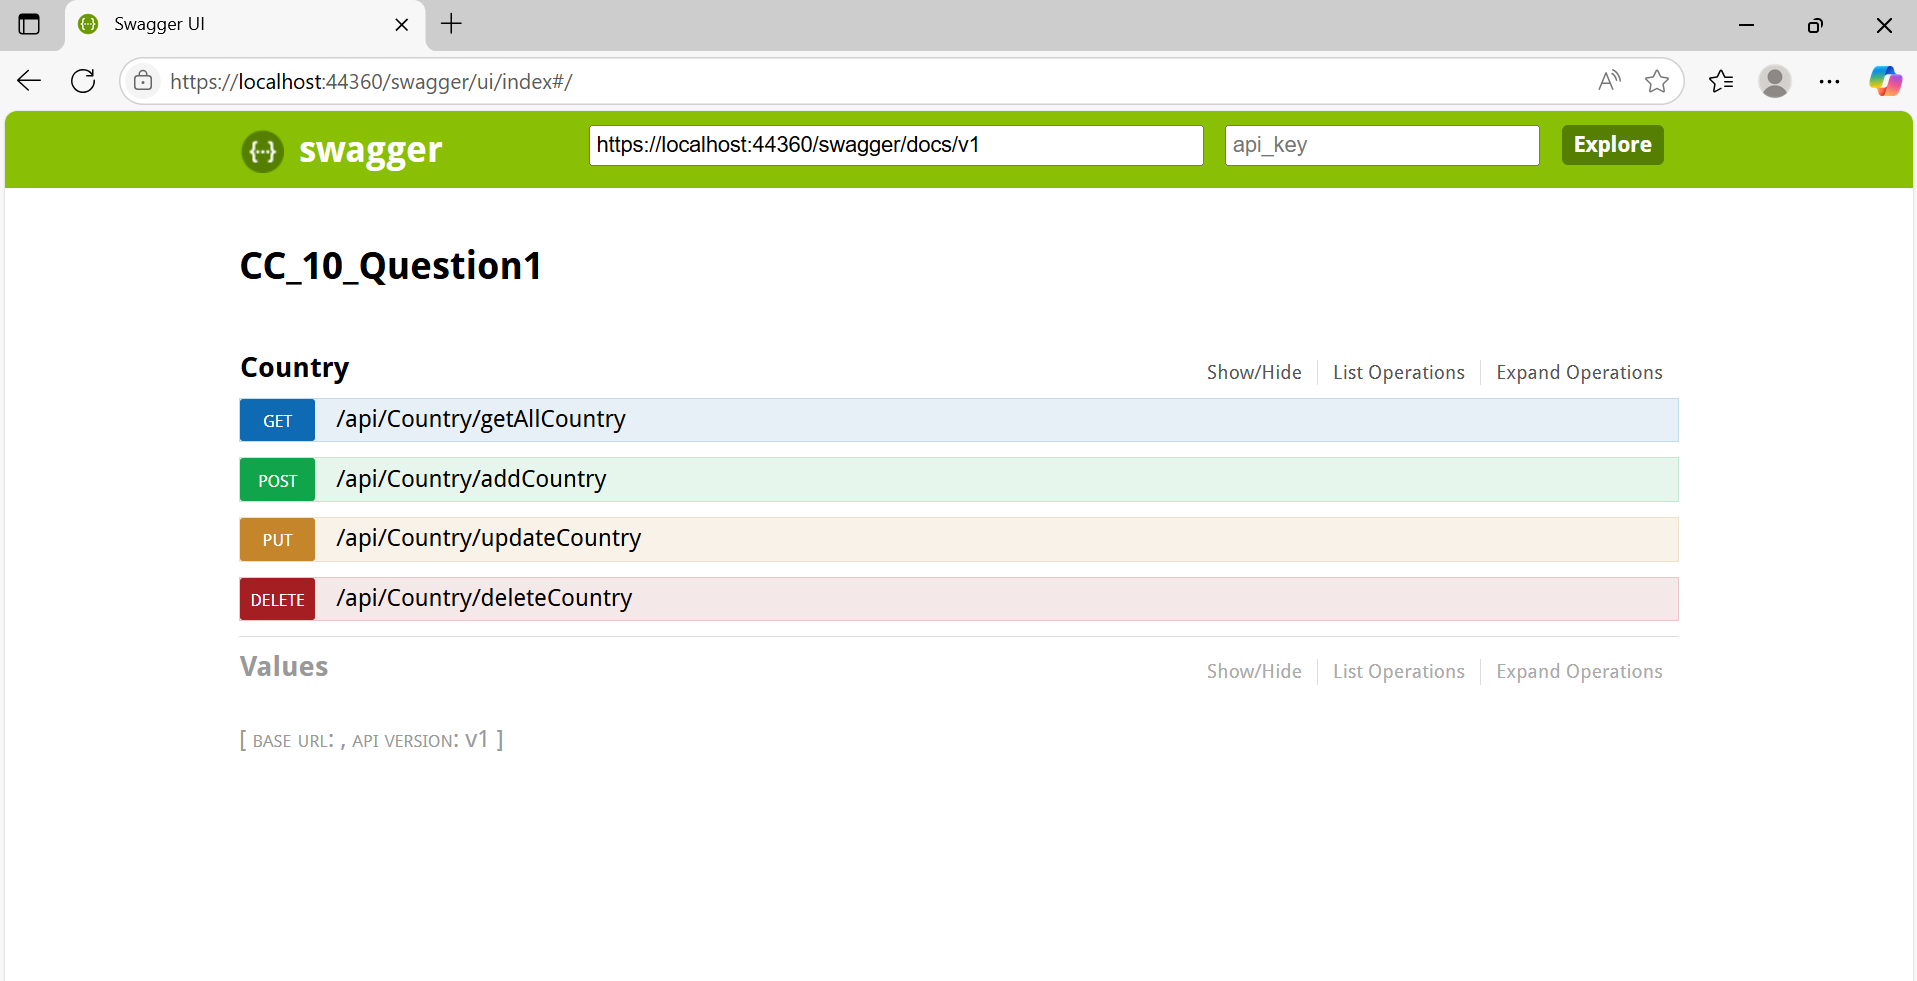 Swagger UI
https://localhost:44360/swagger/ui/index#/
{···} swagger https://localhost:44360/swagger/docs/v1 api_key Explore
CC_10_Question1
Country Show/Hide List Operations Expand Operations
GET /api/Country/getAllCountry
POST /api/Country/addCountry
PUT /api/Country/updateCountry
DELETE /api/Country/deleteCountry
Values Show/Hide List Operations Expand Operations
[ BASE URL: , API VERSION: v1 ]